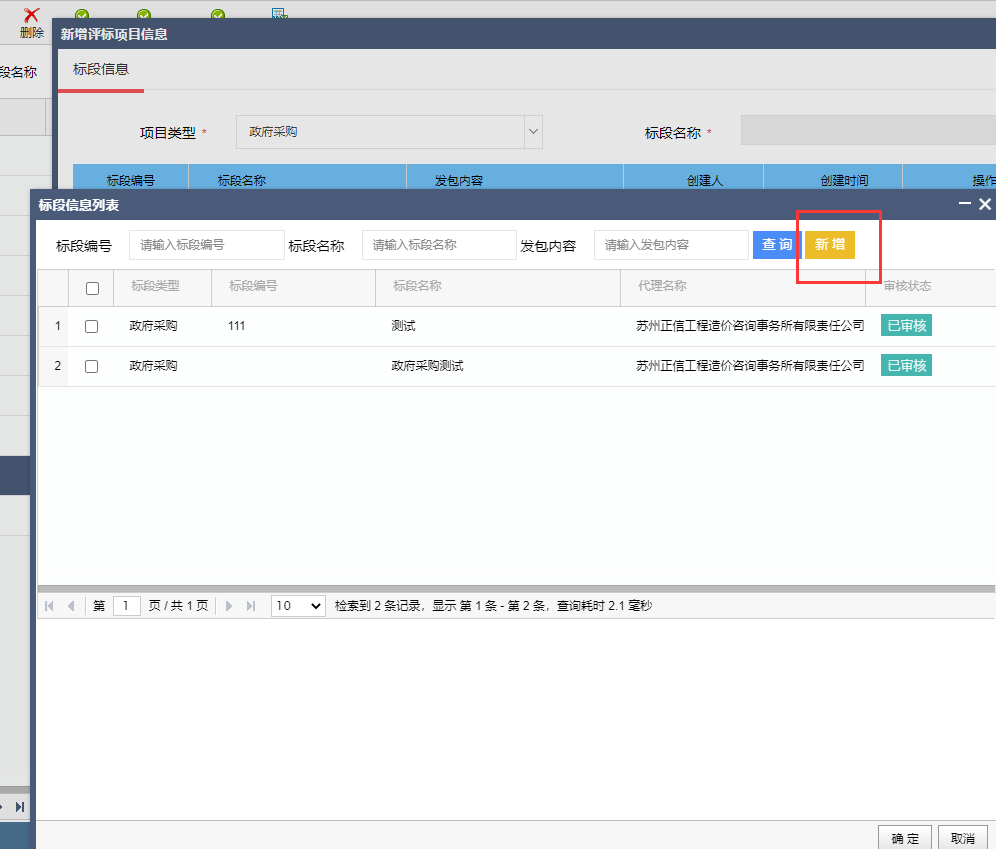 删除
新增评标项目信息
段名称
标段信息
项目类型 * 政府采购 标段名称 *
标段编号 标段名称 发包内容 创建人 创建时间 操作
标段信息列表
标段编号 请输入标段编号 标段名称 请输入标段名称 发包内容 请输入发包内容 查 询 新 增
标段类型 标段编号 标段名称 代理名称 审核状态
1 政府采购 111 测试 苏州正信工程造价咨询事务所有限责任公司 已审核
2 政府采购 政府采购测试 苏州正信工程造价咨询事务所有限责任公司 已审核
第 1 页 / 共 1 页 10 检索到 2 条记录，显示 第 1 条 - 第 2 条，查询耗时 2.1 毫秒
确 定 取消